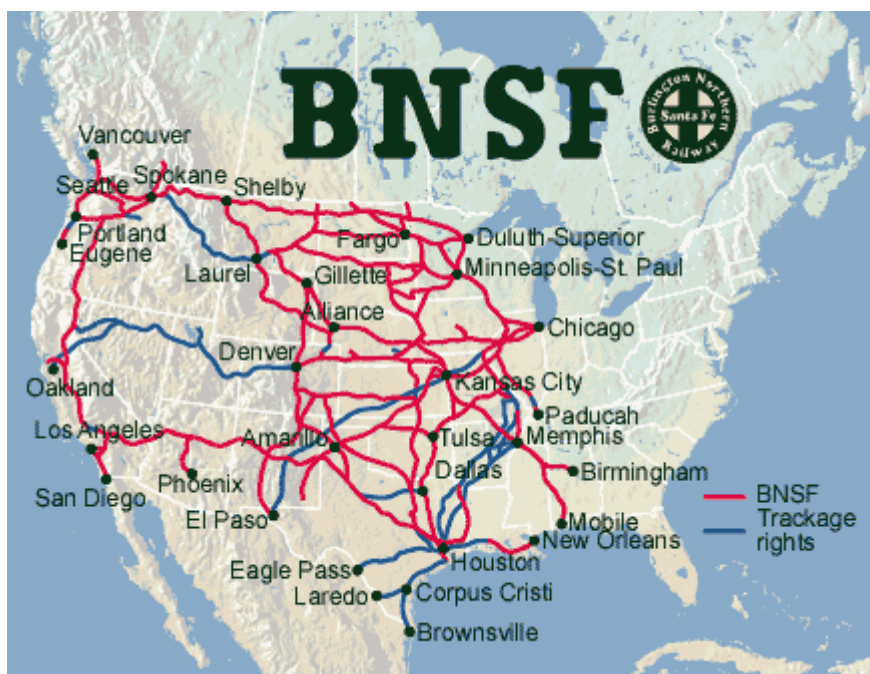 BNSF
Burlington Northern
Santa Fe
Railway
Vancouver
Seattle
Spokane
Shelby
Portland
Eugene
Fargo
Duluth-Superior
Laurel
Gillette
Minneapolis-St. Paul
Alliance
Chicago
Denver
Oakland
Kansas City
Paducah
Los Angeles
Amarillo
Tulsa
Memphis
Dallas
Birmingham
San Diego
Phoenix
BNSF
El Paso
Mobile
Trackage
rights
New Orleans
Houston
Eagle Pass
Laredo
Corpus Cristi
Brownsville